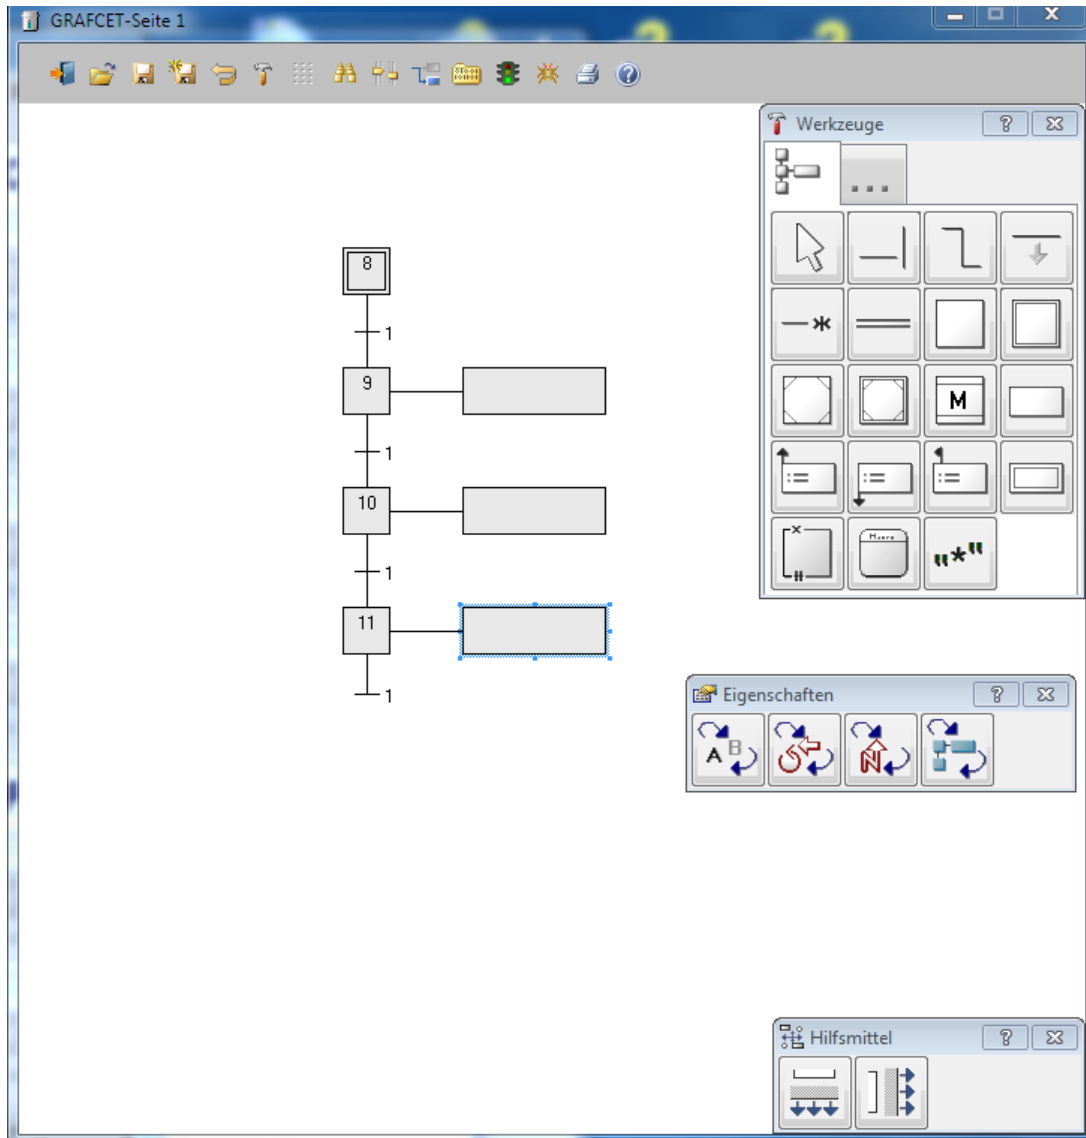 GRAFCET-Seite 1
Werkzeuge
8
1
9
1
M
10
:= := :=
1
"*"
11
1
Eigenschaften
A B
N
Hilfsmittel